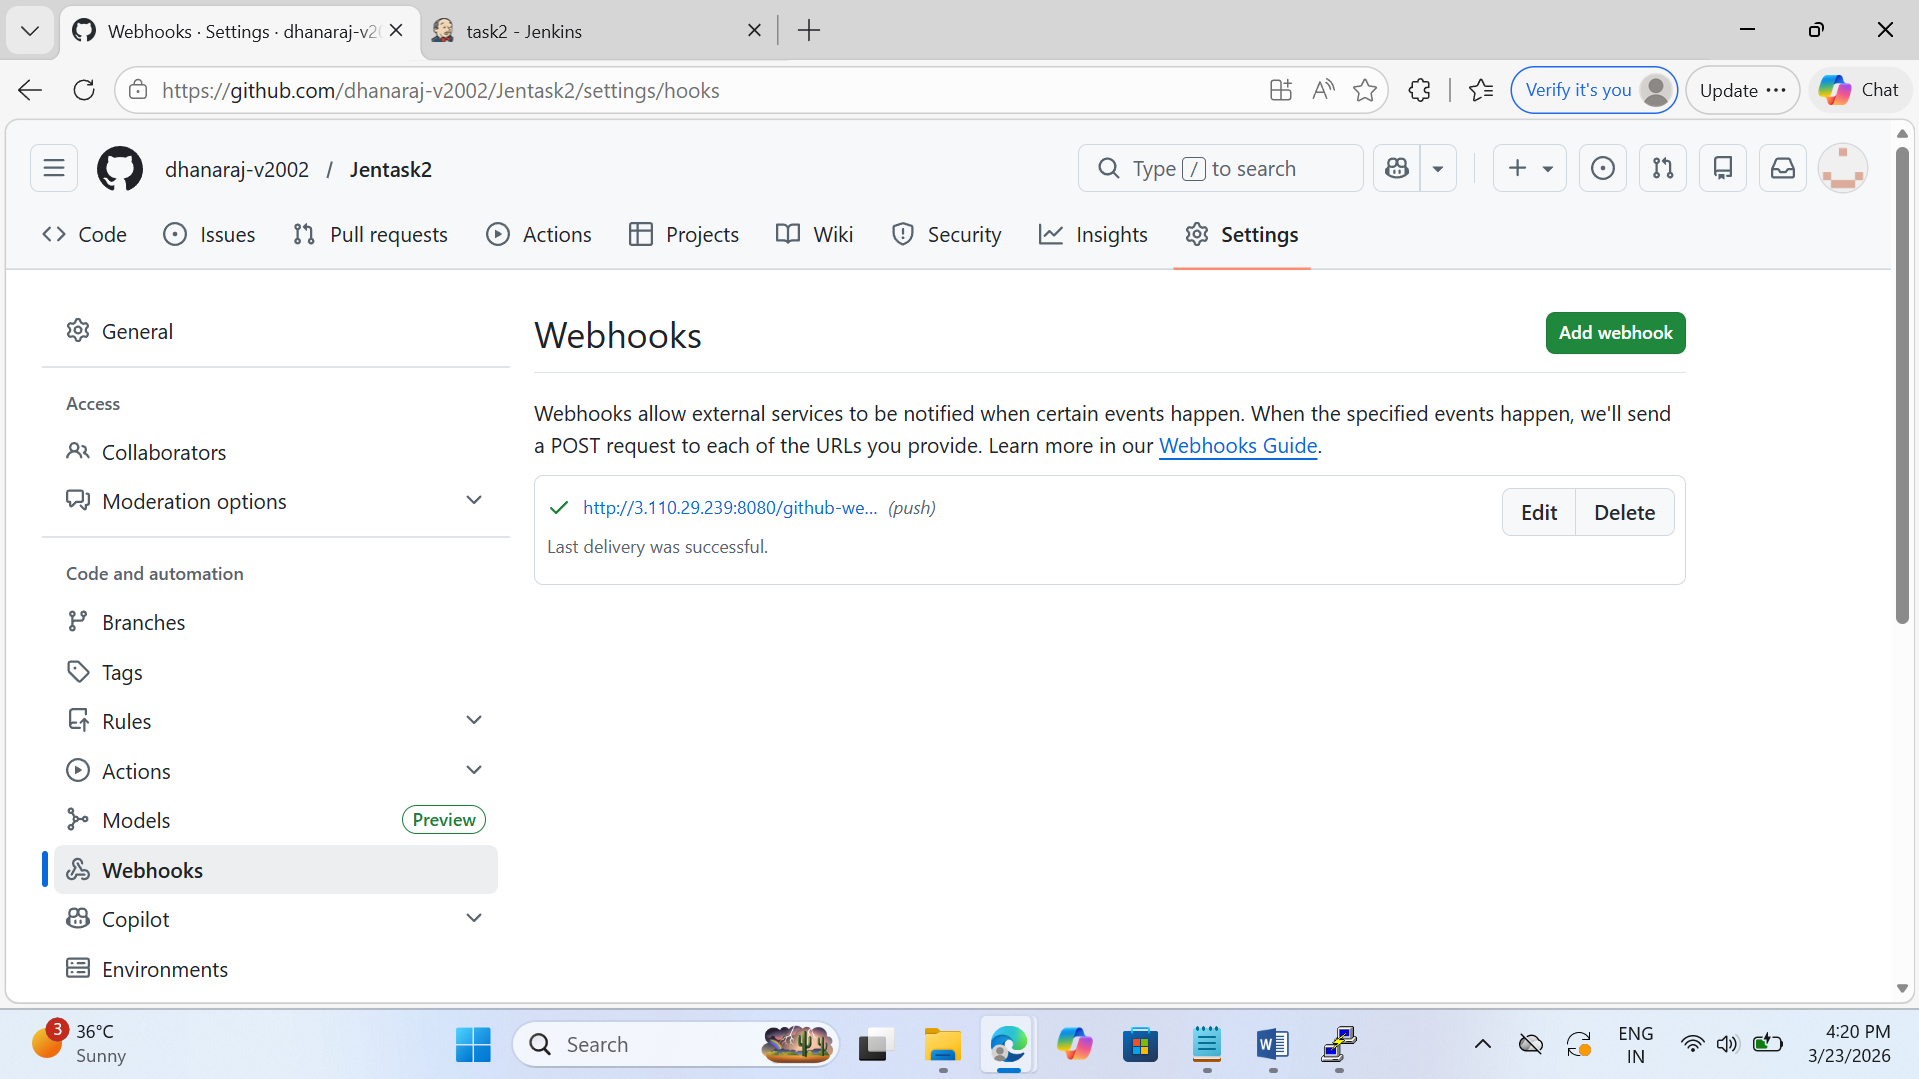 Webhooks · Settings · dhanaraj-v20
task2 - Jenkins
https://github.com/dhanaraj-v2002/Jentask2/settings/hooks
Verify it's you
Update
Chat
dhanaraj-v2002 / Jentask2
Type / to search
Code
Issues
Pull requests
Actions
Projects
Wiki
Security
Insights
Settings
General
Access
Collaborators
Moderation options
Code and automation
Branches
Tags
Rules
Actions
Models
Preview
Webhooks
Copilot
Environments
Webhooks
Add webhook
Webhooks allow external services to be notified when certain events happen. When the specified events happen, we'll send
a POST request to each of the URLs you provide. Learn more in our Webhooks Guide.
http://3.110.29.239:8080/github-we... (push)
Edit
Delete
Last delivery was successful.
3
36°C
Sunny
Search
ENG
IN
4:20 PM
3/23/2026